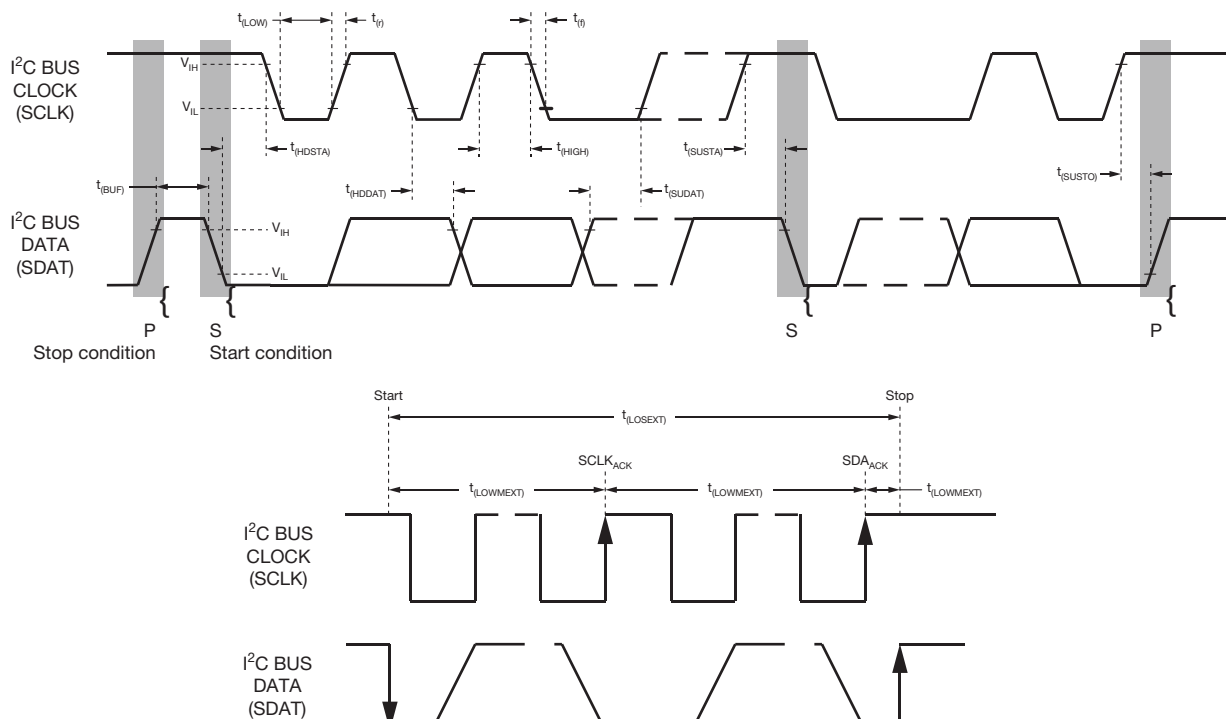 t(LOW)
t(r)
t(f)
I²C BUS
CLOCK
(SCLK)
VIH
VIL
t(HDSTA)
t(HIGH)
t(SUSTA)
t(BUF)
t(HDDAT)
t(SUDAT)
t(SUSTO)
I²C BUS
DATA
(SDAT)
VIH
VIL
P
S
S
P
Stop condition
Start condition
Start
Stop
t(LOSEXT)
SCLKACK
SDAACK
t(LOWMEXT)
t(LOWMEXT)
t(LOWMEXT)
I²C BUS
CLOCK
(SCLK)
I²C BUS
DATA
(SDAT)